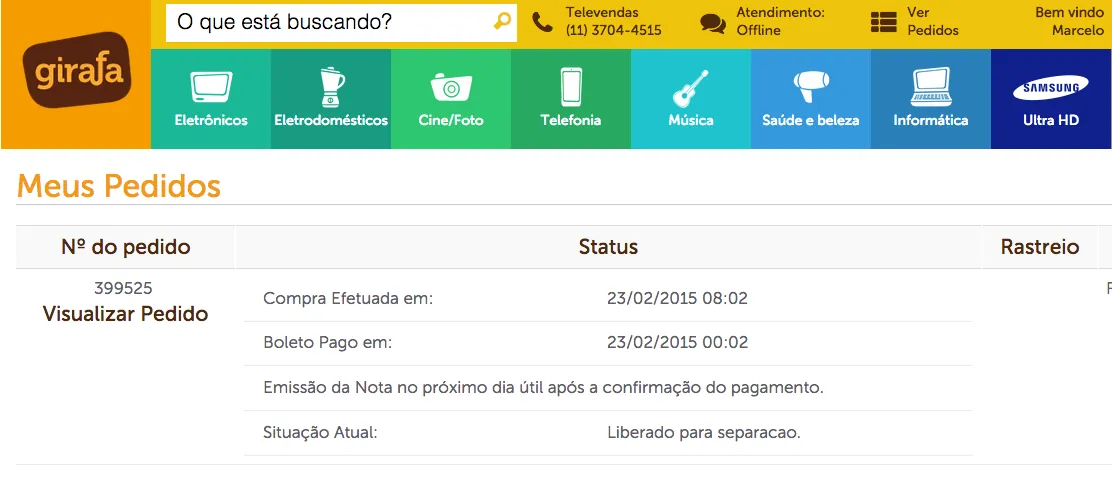 girafa
O que está buscando?
Televendas
(11) 3704-4515
Atendimento:
Offline
Ver
Pedidos
Bem vindo
Marcelo
Eletrônicos
Eletrodomésticos
Cine/Foto
Telefonia
Música
Saúde e beleza
Informática
SAMSUNG
Ultra HD
Meus Pedidos
Nº do pedido
Status
Rastreio
399525
Visualizar Pedido
Compra Efetuada em: 23/02/2015 08:02
Boleto Pago em: 23/02/2015 00:02
Emissão da Nota no próximo dia útil após a confirmação do pagamento.
Situação Atual: Liberado para separacao.